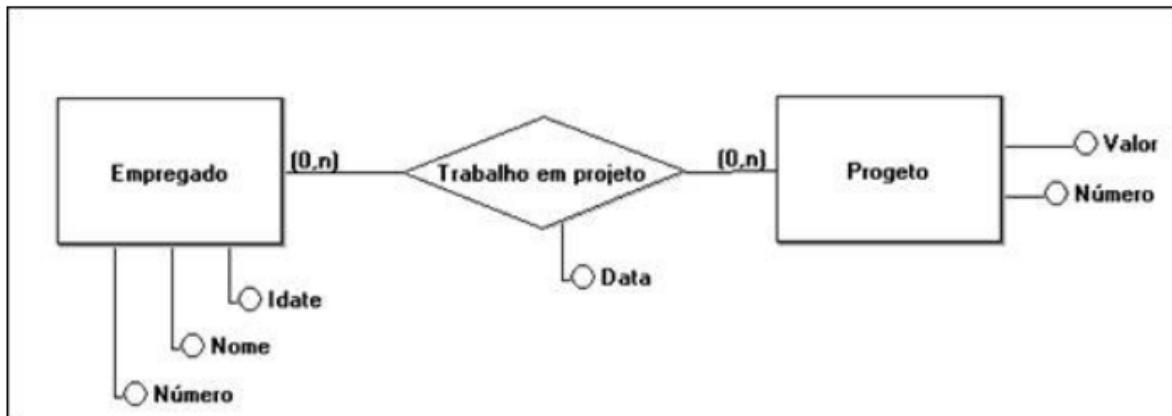 Empregado
(0,n)
Trabalho em projeto
(0,n)
Progeto
Valor
Número
Data
Idate
Nome
Número